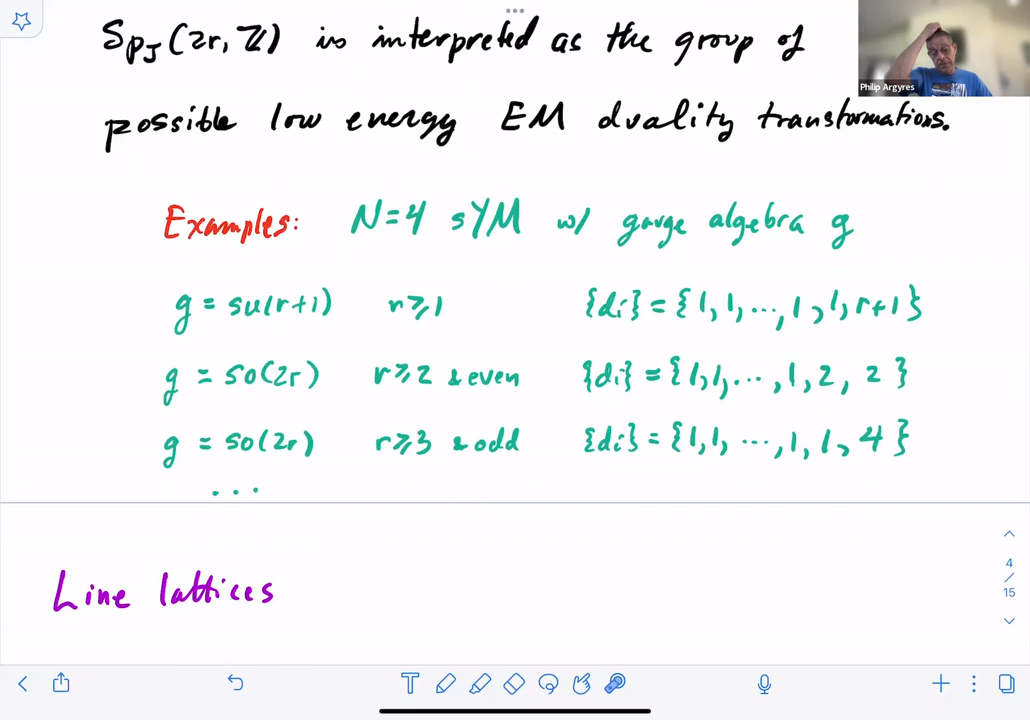 Sp_J(2r, ℤ) is interpreted as the group of
Philip Argyres
possible low energy EM duality transformations.
Examples: N=4 sYM w/ gauge algebra g
g = su(r+1) r≥1 {di} = {1, 1, ..., 1, 1, r+1}
g = so(2r) r≥2 & even {di} = {1, 1, ..., 1, 2, 2}
g = so(2r) r≥3 & odd {di} = {1, 1, ..., 1, 1, 4}
...
4
/
15
Line lattices
T